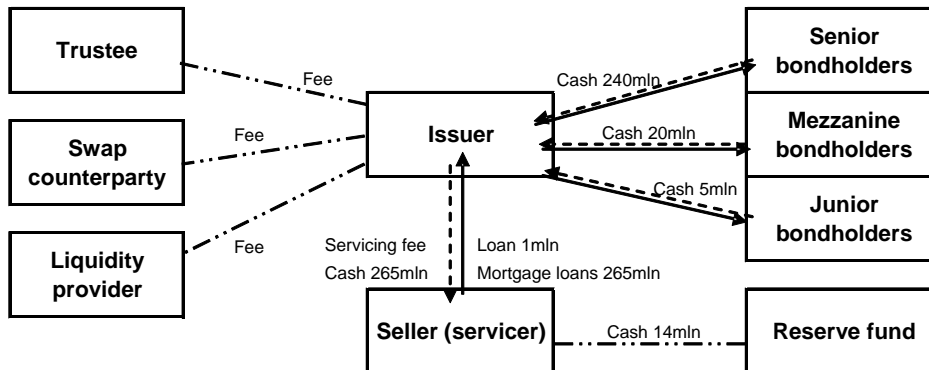 Trustee
Fee
Senior
bondholders
Cash 240mln
Issuer
Swap
counterparty
Fee
Cash 20mln
Mezzanine
bondholders
Cash 5mln
Junior
bondholders
Liquidity
provider
Fee
Servicing fee
Cash 265mln
Loan 1mln
Mortgage loans 265mln
Seller (servicer)
Cash 14mln
Reserve fund